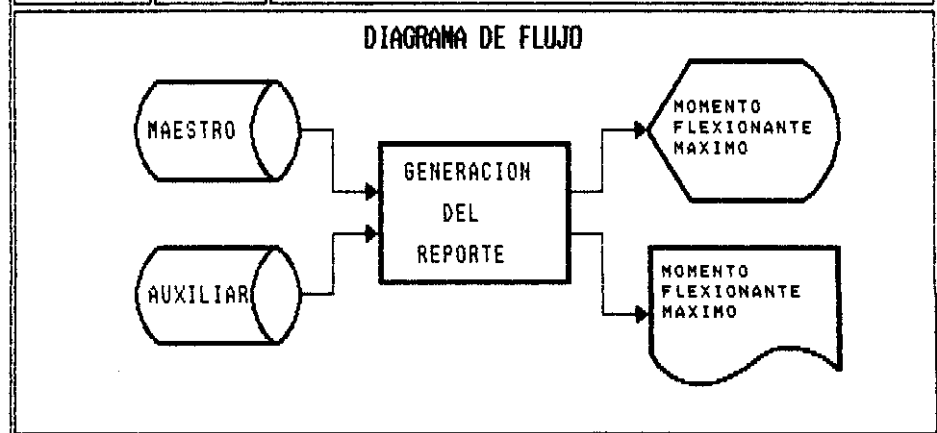 DIAGRAMA DE FLUJO
MAESTRO
AUXILIAR
GENERACION
DEL
REPORTE
MOMENTO
FLEXIONANTE
MAXIMO
MOMENTO
FLEXIONANTE
MAXIMO